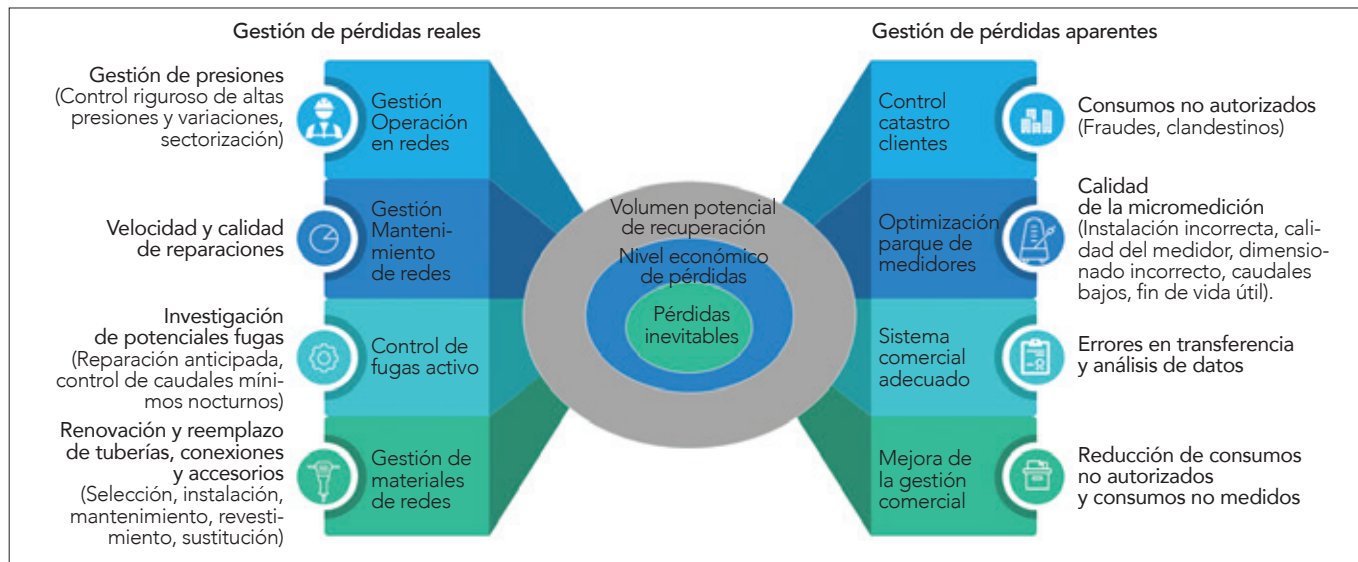 Gestión de pérdidas reales
Gestión de presiones
(Control riguroso de altas
presiones y variaciones,
sectorización)
Gestión
Operación
en redes
Velocidad y calidad
de reparaciones
Gestión
Manteni-
miento
de redes
Investigación
de potenciales fugas
(Reparación anticipada,
control de caudales míni-
mos nocturnos)
Control de
fugas activo
Renovación y reemplazo
de tuberías, conexiones
y accesorios
(Selección, instalación,
mantenimiento, revesti-
miento, sustitución)
Gestión de
materiales
de redes
Volumen potencial
de recuperación
Nivel económico
de pérdidas
Pérdidas
inevitables
Gestión de pérdidas aparentes
Control
catastro
clientes
Consumos no autorizados
(Fraudes, clandestinos)
Optimización
parque de
medidores
Calidad
de la micromedición
(Instalación incorrecta, cali-
dad del medidor, dimensio-
nado incorrecto, caudales
bajos, fin de vida útil).
Sistema
comercial
adecuado
Errores en transferencia
y análisis de datos
Mejora de
la gestión
comercial
Reducción de consumos
no autorizados
y consumos no medidos